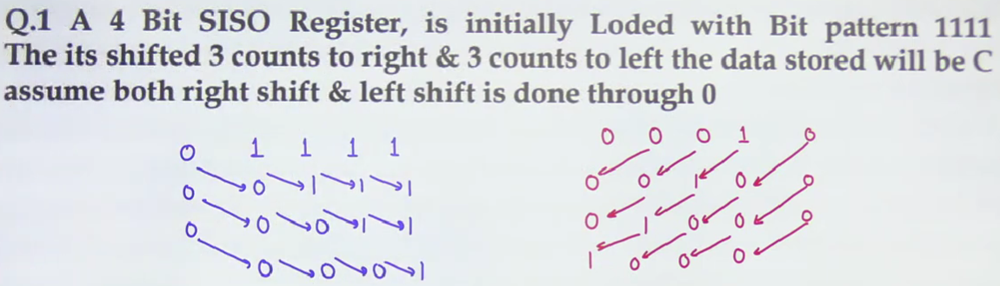 Q.1 A 4 Bit SISO Register, is initially Loded with Bit pattern 1111
The its shifted 3 counts to right & 3 counts to left the data stored will be C
assume both right shift & left shift is done through 0
0 1 1 1 1
0 0 1 1 1
0 0 0 1 1
0 0 0 1
0 0 0 1 0
0 0 1 0 0
0 1 0 0 0
1 0 0 0